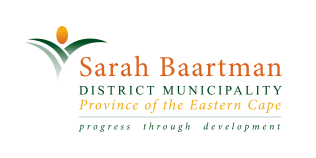 Sarah Baartman
DISTRICT MUNICIPALITY
Province of the Eastern Cape
progress through development